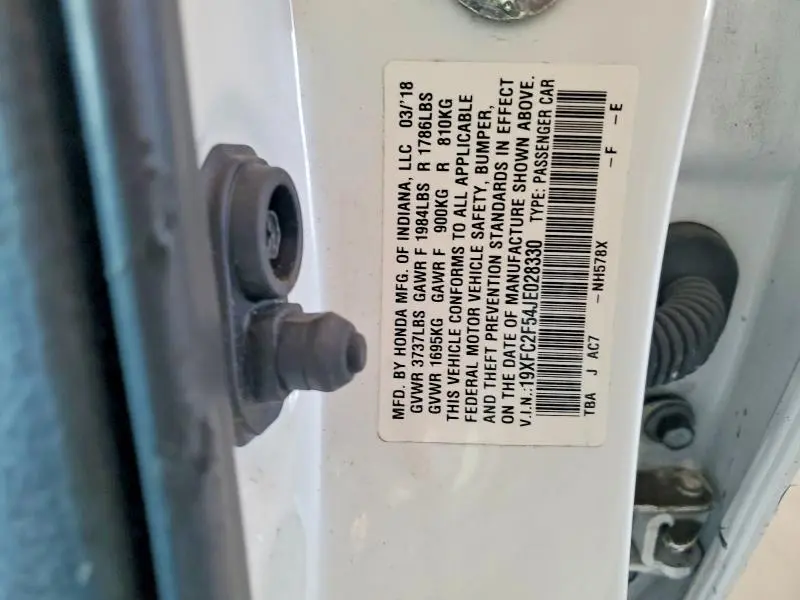 MFD. BY HONDA MFG. OF INDIANA, LLC 03/'18
GVWR 3737LBS GAWR F 1984LBS R 1786LBS
GVWR 1695KG GAWR F 900KG R 810KG
THIS VEHICLE CONFORMS TO ALL APPLICABLE
FEDERAL MOTOR VEHICLE SAFETY, BUMPER,
AND THEFT PREVENTION STANDARDS IN EFFECT
ON THE DATE OF MANUFACTURE SHOWN ABOVE.
V.I.N.:19XFC2F54JE028330 TYPE: PASSENGER CAR
TBA J AC7 -NH578X -F -E